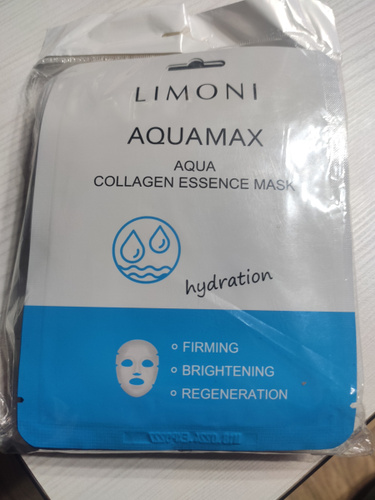 LIMONI
AQUAMAX
AQUA
COLLAGEN ESSENCE MASK
hydration
FIRMING
BRIGHTENING
REGENERATION